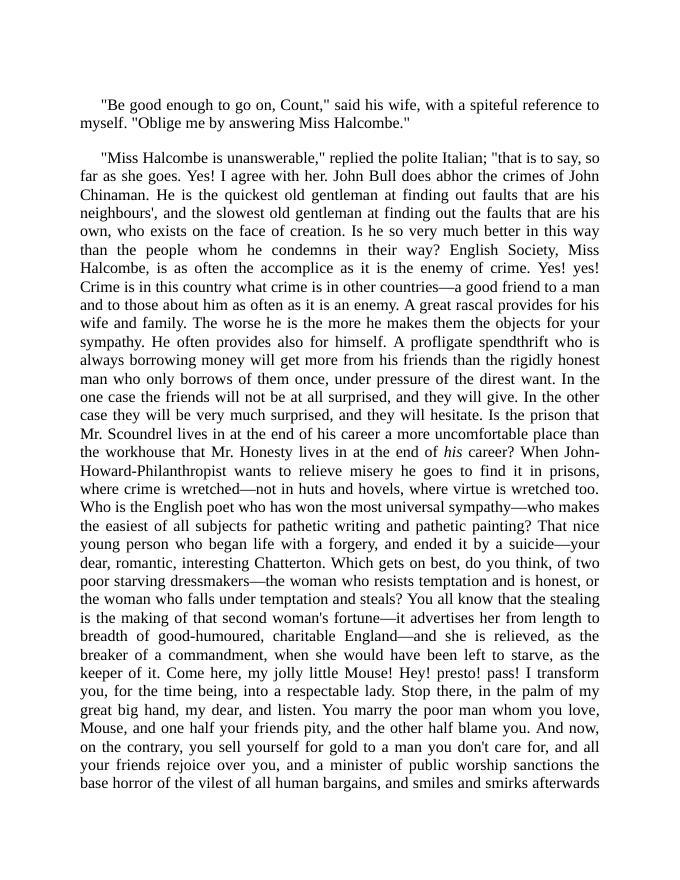 "Be good enough to go on, Count," said his wife, with a spiteful reference to
myself. "Oblige me by answering Miss Halcombe."
"Miss Halcombe is unanswerable," replied the polite Italian; "that is to say, so
far as she goes. Yes! I agree with her. John Bull does abhor the crimes of John
Chinaman. He is the quickest old gentleman at finding out faults that are his
neighbours', and the slowest old gentleman at finding out the faults that are his
own, who exists on the face of creation. Is he so very much better in this way
than the people whom he condemns in their way? English Society, Miss
Halcombe, is as often the accomplice as it is the enemy of crime. Yes! yes!
Crime is in this country what crime is in other countries—a good friend to a man
and to those about him as often as it is an enemy. A great rascal provides for his
wife and family. The worse he is the more he makes them the objects for your
sympathy. He often provides also for himself. A profligate spendthrift who is
always borrowing money will get more from his friends than the rigidly honest
man who only borrows of them once, under pressure of the direst want. In the
one case the friends will not be at all surprised, and they will give. In the other
case they will be very much surprised, and they will hesitate. Is the prison that
Mr. Scoundrel lives in at the end of his career a more uncomfortable place than
the workhouse that Mr. Honesty lives in at the end of his career? When John-
Howard-Philanthropist wants to relieve misery he goes to find it in prisons,
where crime is wretched—not in huts and hovels, where virtue is wretched too.
Who is the English poet who has won the most universal sympathy—who makes
the easiest of all subjects for pathetic writing and pathetic painting? That nice
young person who began life with a forgery, and ended it by a suicide—your
dear, romantic, interesting Chatterton. Which gets on best, do you think, of two
poor starving dressmakers—the woman who resists temptation and is honest, or
the woman who falls under temptation and steals? You all know that the stealing
is the making of that second woman's fortune—it advertises her from length to
breadth of good-humoured, charitable England—and she is relieved, as the
breaker of a commandment, when she would have been left to starve, as the
keeper of it. Come here, my jolly little Mouse! Hey! presto! pass! I transform
you, for the time being, into a respectable lady. Stop there, in the palm of my
great big hand, my dear, and listen. You marry the poor man whom you love,
Mouse, and one half your friends pity, and the other half blame you. And now,
on the contrary, you sell yourself for gold to a man you don't care for, and all
your friends rejoice over you, and a minister of public worship sanctions the
base horror of the vilest of all human bargains, and smiles and smirks afterwards